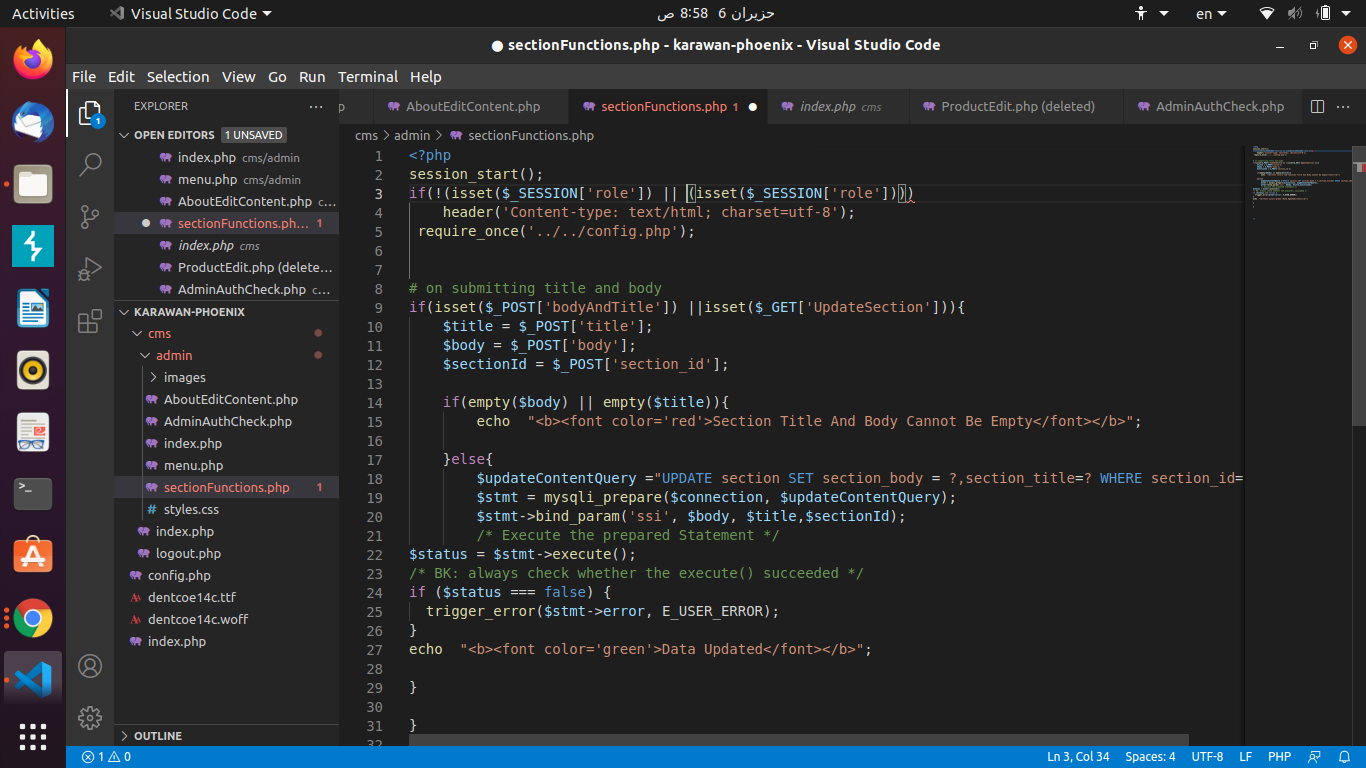 Activities
Visual Studio Code
حزيران 6 8:58 ص
en
sectionFunctions.php - karawan-phoenix - Visual Studio Code
File Edit Selection View Go Run Terminal Help
EXPLORER
OPEN EDITORS 1 UNSAVED
index.php cms/admin
menu.php cms/admin
AboutEditContent.php c...
sectionFunctions.ph... 1
index.php cms
ProductEdit.php (delete...
AdminAuthCheck.php c...
KARAWAN-PHOENIX
cms
admin
images
AboutEditContent.php
AdminAuthCheck.php
index.php
menu.php
sectionFunctions.php 1
styles.css
index.php
logout.php
config.php
dentcoe14c.ttf
dentcoe14c.woff
index.php
OUTLINE
p AboutEditContent.php sectionFunctions.php 1 index.php cms ProductEdit.php (deleted) AdminAuthCheck.php
cms > admin > sectionFunctions.php
1 <?php
2 session_start();
3 if(!(isset($_SESSION['role']) || (isset($_SESSION['role'])))
4 header('Content-type: text/html; charset=utf-8');
5 require_once('../../config.php');
6
7
8 # on submitting title and body
9 if(isset($_POST['bodyAndTitle']) ||isset($_GET['UpdateSection'])){
10 $title = $_POST['title'];
11 $body = $_POST['body'];
12 $sectionId = $_POST['section_id'];
13
14 if(empty($body) || empty($title)){
15 echo "<b><font color='red'>Section Title And Body Cannot Be Empty</font></b>";
16
17 }else{
18 $updateContentQuery ="UPDATE section SET section_body = ?,section_title=? WHERE section_id=
19 $stmt = mysqli_prepare($connection, $updateContentQuery);
20 $stmt->bind_param('ssi', $body, $title,$sectionId);
21 /* Execute the prepared Statement */
22 $status = $stmt->execute();
23 /* BK: always check whether the execute() succeeded */
24 if ($status === false) {
25 trigger_error($stmt->error, E_USER_ERROR);
26 }
27 echo "<b><font color='green'>Data Updated</font></b>";
28
29 }
30
31 }
32
1 0
Ln 3, Col 34 Spaces: 4 UTF-8 LF PHP